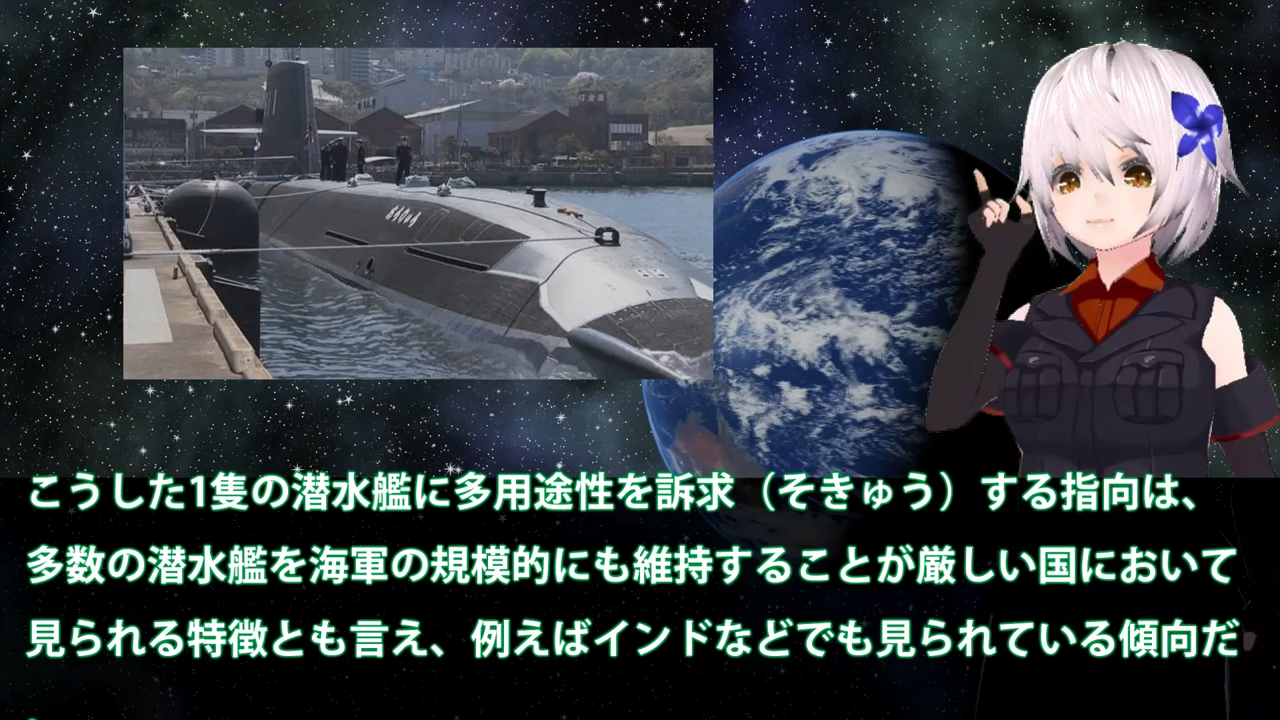 こうした1隻の潜水艦に多用途性を訴求（そきゅう）する指向は、
多数の潜水艦を海軍の規模的にも維持することが厳しい国において
見られる特徴とも言え、例えばインドなどでも見られている傾向だ